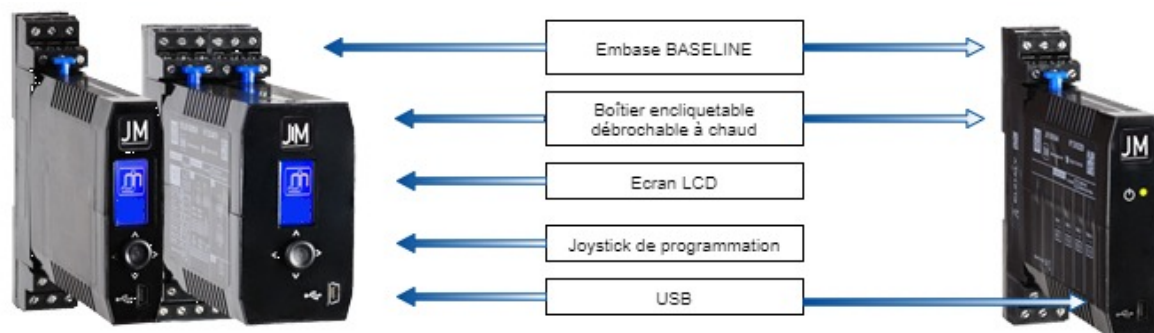 Embase BASELINE
Boîtier encliquetable
débrochable à chaud
Ecran LCD
Joystick de programmation
USB
JM
JM
JM